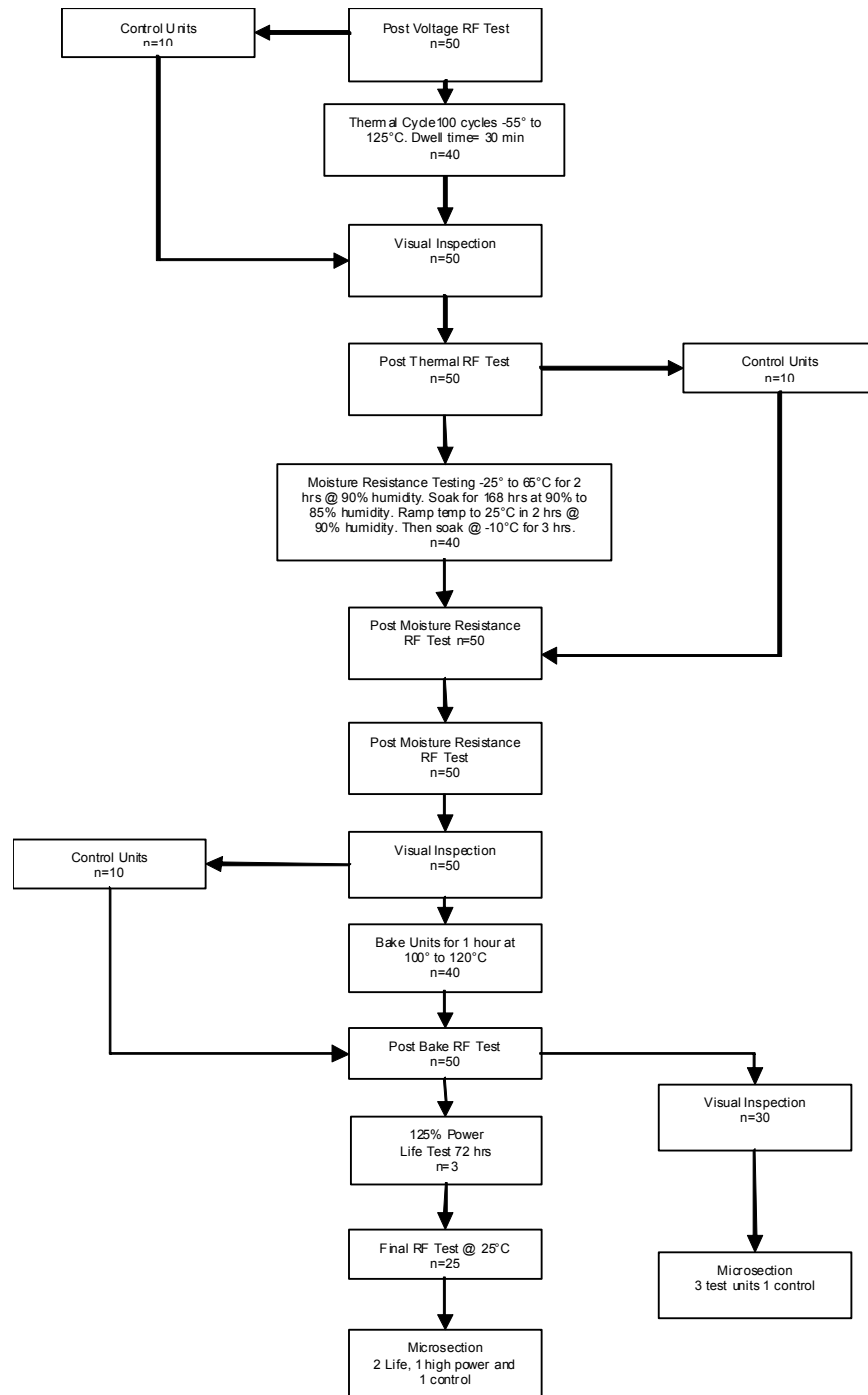 Control Units
n=10
Post Voltage RF Test
n=50
Thermal Cycle100 cycles -55° to
125°C. Dwell time= 30 min
n=40
Visual Inspection
n=50
Post Thermal RF Test
n=50
Control Units
n=10
Moisture Resistance Testing -25° to 65°C for 2
hrs @ 90% humidity. Soak for 168 hrs at 90% to
85% humidity. Ramp temp to 25°C in 2 hrs @
90% humidity. Then soak @ -10°C for 3 hrs.
n=40
Post Moisture Resistance
RF Test n=50
Post Moisture Resistance
RF Test
n=50
Control Units
n=10
Visual Inspection
n=50
Bake Units for 1 hour at
100° to 120°C
n=40
Post Bake RF Test
n=50
Visual Inspection
n=30
125% Power
Life Test 72 hrs
n=3
Final RF Test @ 25°C
n=25
Microsection
3 test units 1 control
Microsection
2 Life, 1 high power and
1 control